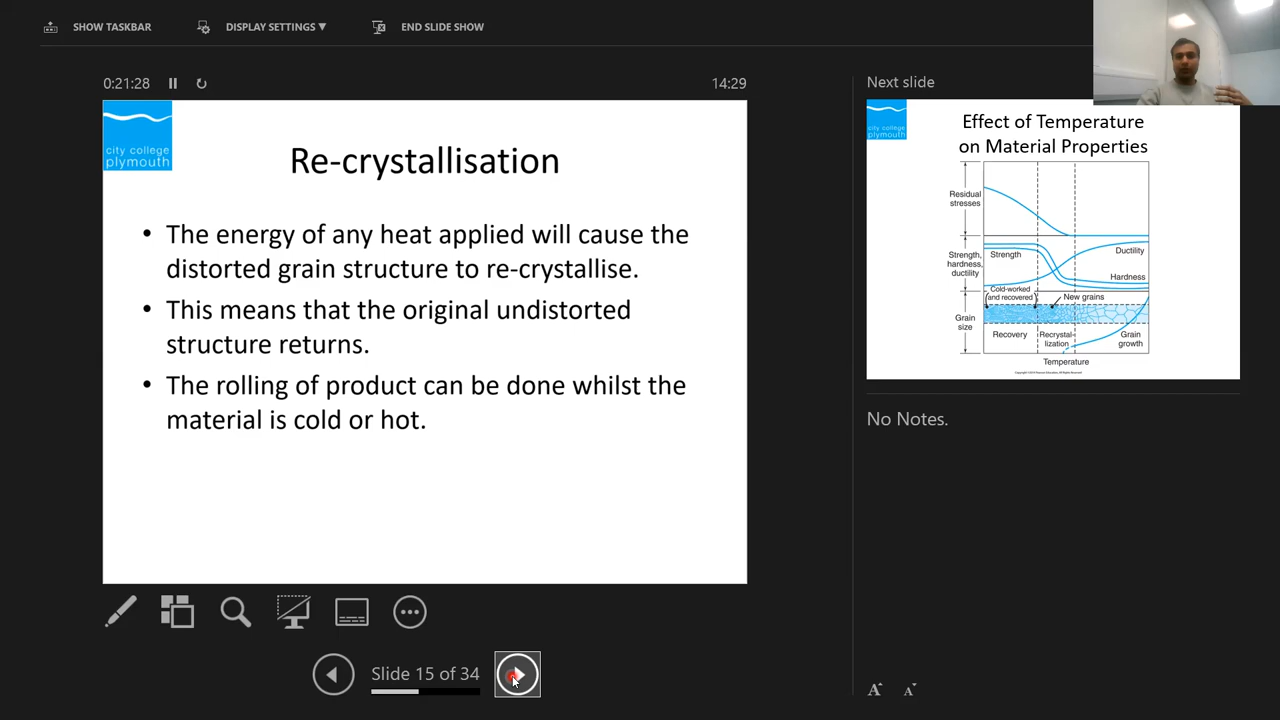 SHOW TASKBAR
DISPLAY SETTINGS ▼
END SLIDE SHOW
0:21:28
14:29
city college
plymouth
Re-crystallisation
• The energy of any heat applied will cause the
distorted grain structure to re-crystallise.
• This means that the original undistorted
structure returns.
• The rolling of product can be done whilst the
material is cold or hot.
Slide 15 of 34
Next slide
city college
plymouth
Effect of Temperature
on Material Properties
Residual
stresses
Strength,
hardness,
ductility
Strength
Ductility
Hardness
Cold-worked
and recovered
New grains
Grain
size
Recovery
Recrystal-
lization
Grain
growth
Temperature
No Notes.
A
A